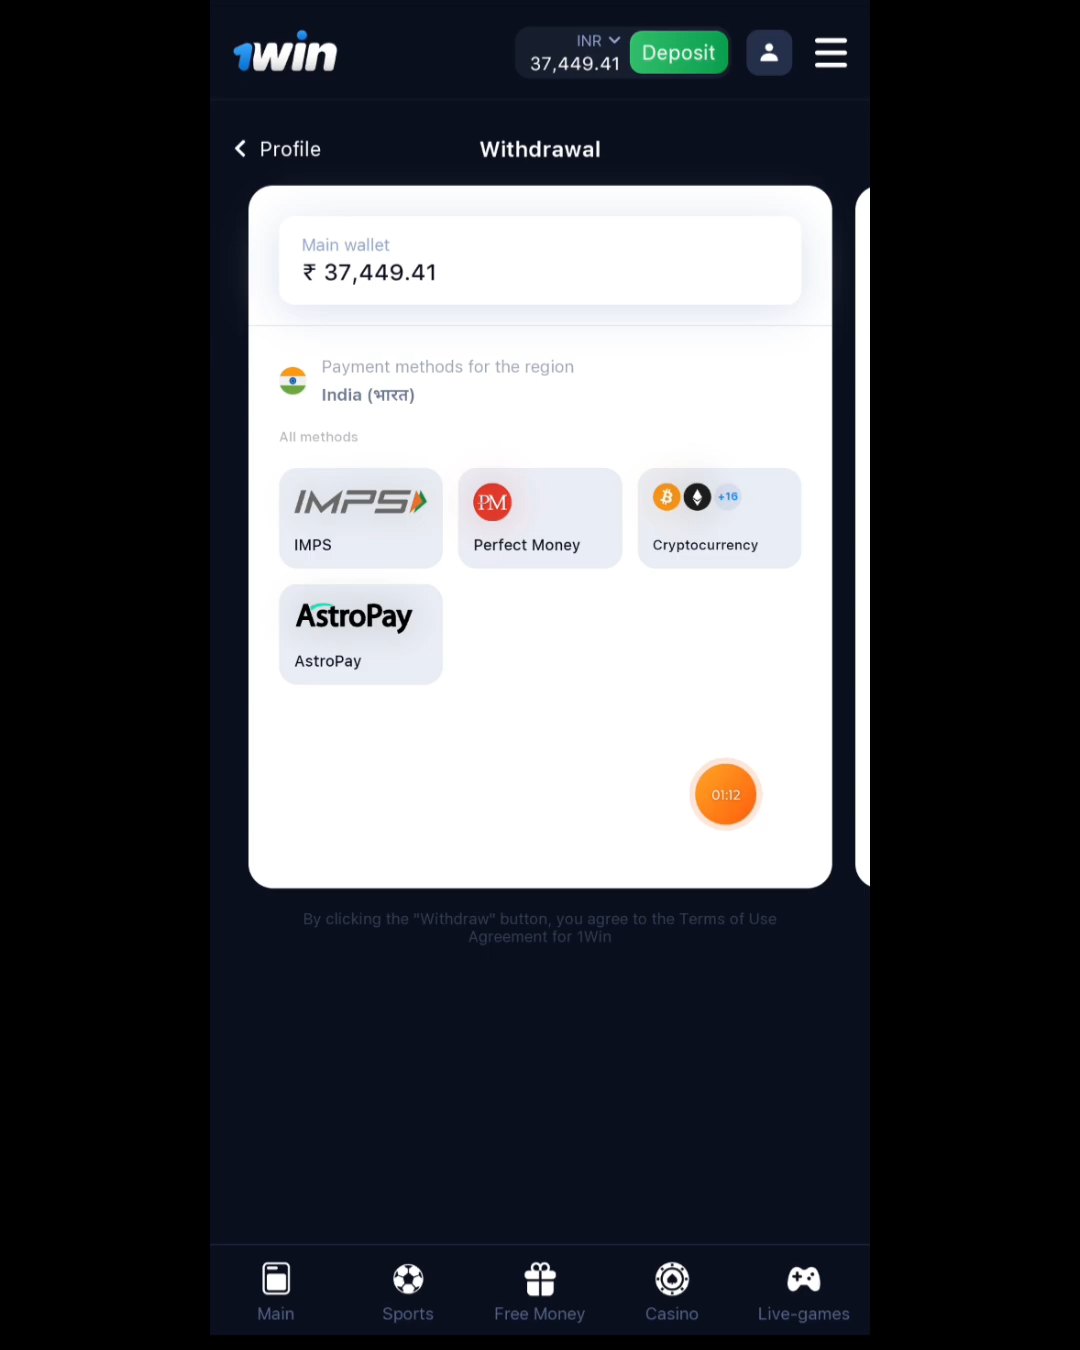 1win
INR
37,449.41
Deposit
Profile
Withdrawal
Main wallet
₹ 37,449.41
Payment methods for the region
India (भारत)
All methods
IMPS
IMPS
PM
Perfect Money
+16
Cryptocurrency
AstroPay
AstroPay
01:12
By clicking the "Withdraw" button, you agree to the Terms of Use
Agreement for 1Win
Main
Sports
Free Money
Casino
Live-games